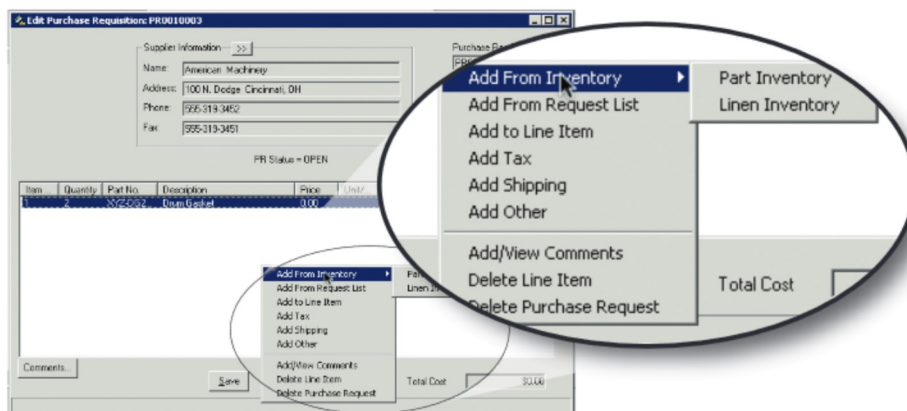 Edit Purchase Requisition: PR0010003
Supplier Information >>
Purchase
Name: American Machinery
Address: 100 N. Dodge Cincinnati, OH
Phone: 555-319-3452
Fax: 555-319-3451
PR Status = OPEN
Item... Quantity Part No. Description Price
1 2 Drum Gasket 0.00
Add From Inventory
Add From Request List
Add to Line Item
Add Tax
Add Shipping
Add Other
Add/View Comments
Delete Line Item
Delete Purchase Request
Linen
Comments...
Save
Total Cost $0.00
Add From Inventory
Part Inventory
Add From Request List
Linen Inventory
Add to Line Item
Add Tax
Add Shipping
Add Other
Add/View Comments
Delete Line Item
Total Cost
Delete Purchase Request